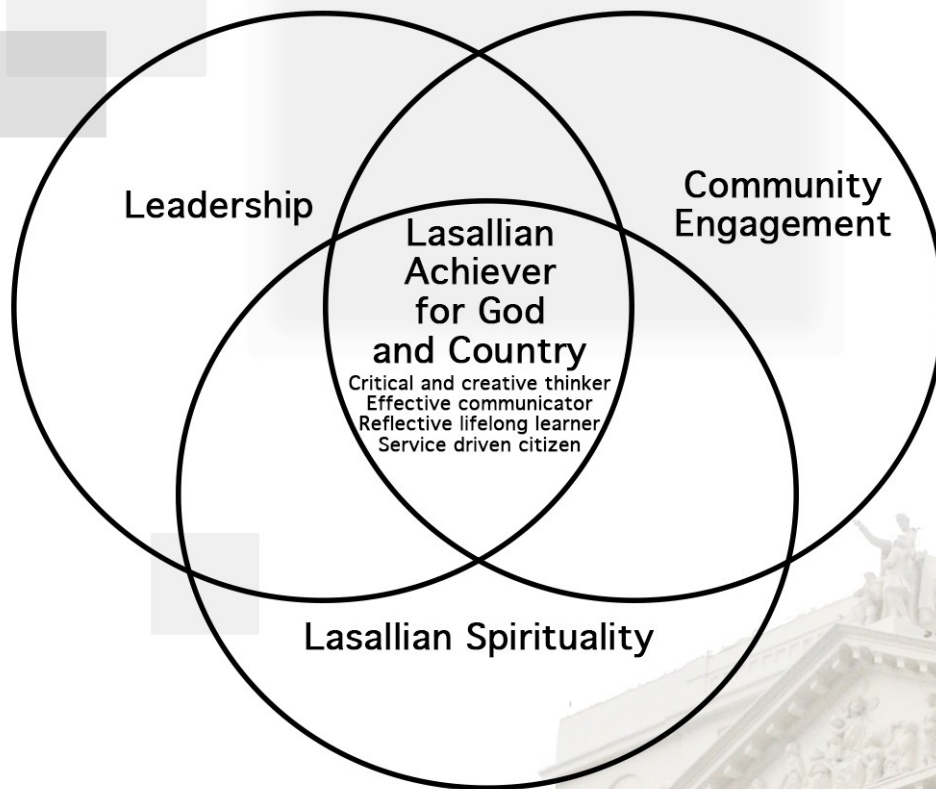 Leadership
Community
Engagement
Lasallian
Achiever
for God
and Country
Critical and creative thinker
Effective communicator
Reflective lifelong learner
Service driven citizen
Lasallian Spirituality